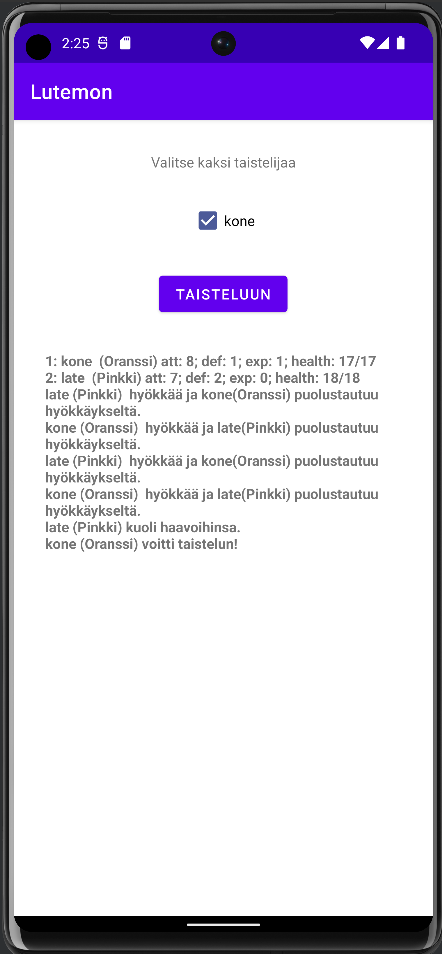 2:25
Lutemon
Valitse kaksi taistelijaa
kone
TAISTELUUN
1: kone  (Oranssi) att: 8; def: 1; exp: 1; health: 17/17
2: late  (Pinkki) att: 7; def: 2; exp: 0; health: 18/18
late (Pinkki)  hyökkää ja kone(Oranssi) puolustautuu
hyökkäykseltä.
kone (Oranssi)  hyökkää ja late(Pinkki) puolustautuu
hyökkäykseltä.
late (Pinkki)  hyökkää ja kone(Oranssi) puolustautuu
hyökkäykseltä.
kone (Oranssi)  hyökkää ja late(Pinkki) puolustautuu
hyökkäykseltä.
late (Pinkki) kuoli haavoihinsa.
kone (Oranssi) voitti taistelun!